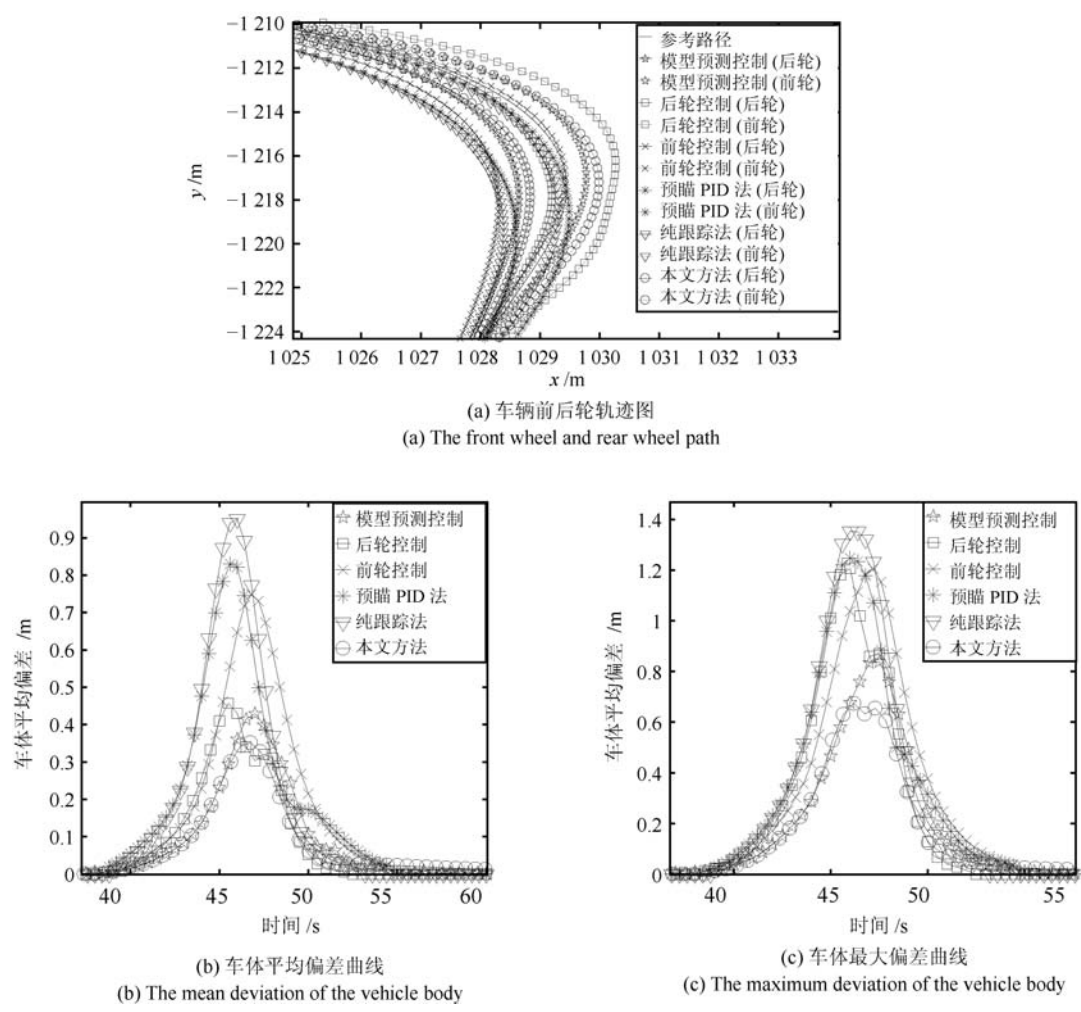 −1 210
−1 212
−1 214
−1 216
−1 218
−1 220
−1 222
−1 224
y /m
1 025
1 026
1 027
1 028
1 029
1 030
1 031
1 032
1 033
x /m
参考路径
模型预测控制 (后轮)
模型预测控制 (前轮)
后轮控制 (后轮)
后轮控制 (前轮)
前轮控制 (后轮)
前轮控制 (前轮)
预瞄 PID 法 (后轮)
预瞄 PID 法 (前轮)
纯跟踪法 (后轮)
纯跟踪法 (前轮)
本文方法 (后轮)
本文方法 (前轮)
(a) 车辆前后轮轨迹图
(a) The front wheel and rear wheel path
0.9
0.8
0.7
0.6
0.5
0.4
0.3
0.2
0.1
0
车体平均偏差 /m
40
45
50
55
60
时间 /s
模型预测控制
后轮控制
前轮控制
预瞄 PID 法
纯跟踪法
本文方法
(b) 车体平均偏差曲线
(b) The mean deviation of the vehicle body
1.4
1.2
1
0.8
0.6
0.4
0.2
0
车体平均偏差 /m
40
45
50
55
时间 /s
模型预测控制
后轮控制
前轮控制
预瞄 PID 法
纯跟踪法
本文方法
(c) 车体最大偏差曲线
(c) The maximum deviation of the vehicle body